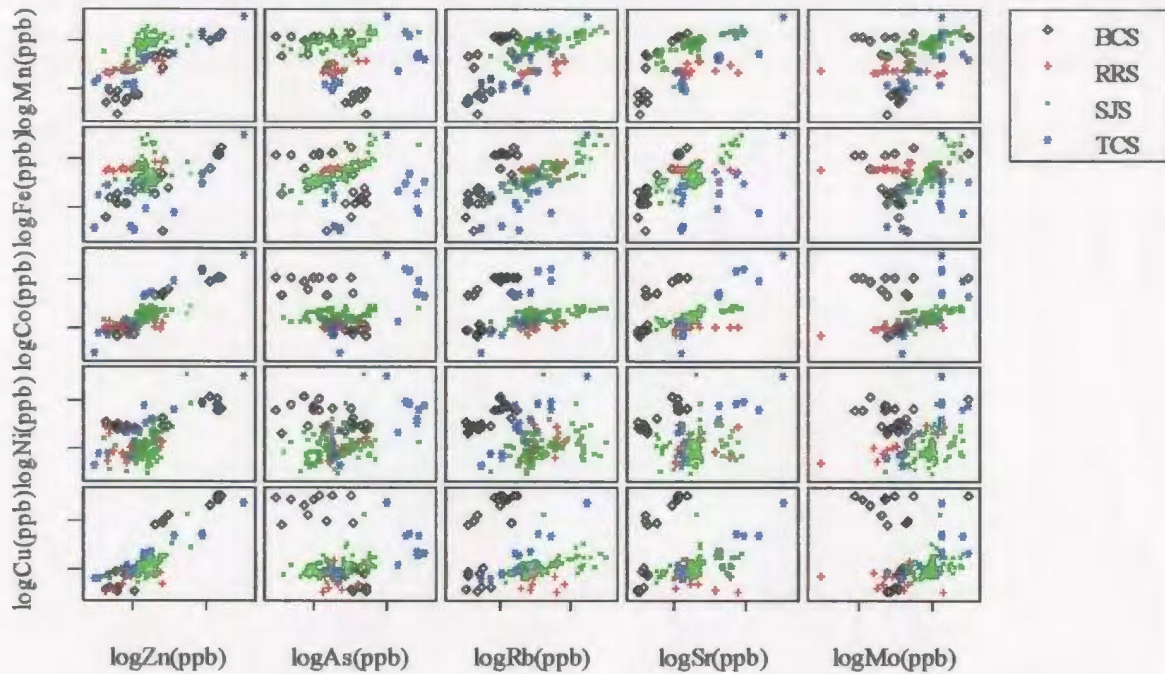 logMn(ppb)
logFe(ppb)
logCo(ppb)
logNi(ppb)
logCu(ppb)
BCS
RRS
SJS
TCS
logZn(ppb)
logAs(ppb)
logRb(ppb)
logSr(ppb)
logMo(ppb)